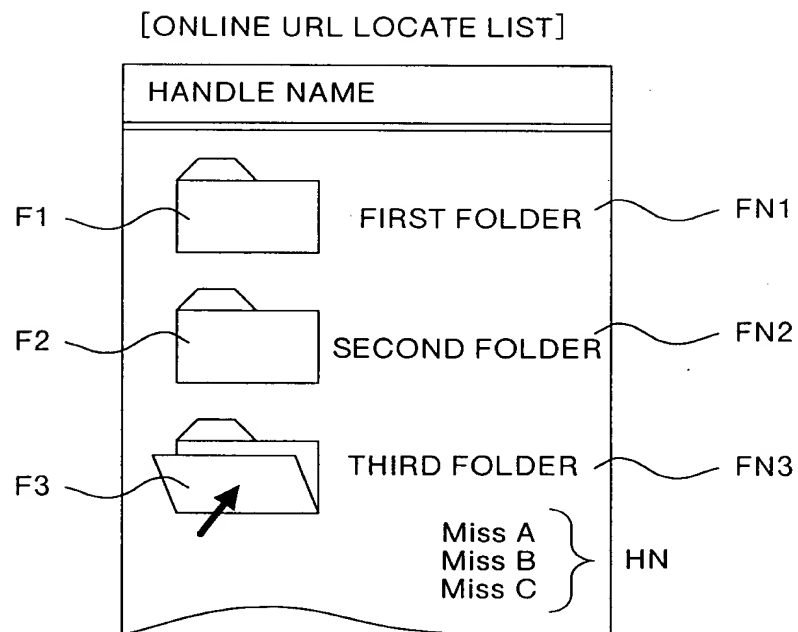 [ONLINE URL LOCATE LIST]
HANDLE NAME
F1 FIRST FOLDER FN1
F2 SECOND FOLDER FN2
F3 THIRD FOLDER FN3
Miss A
Miss B HN
Miss C